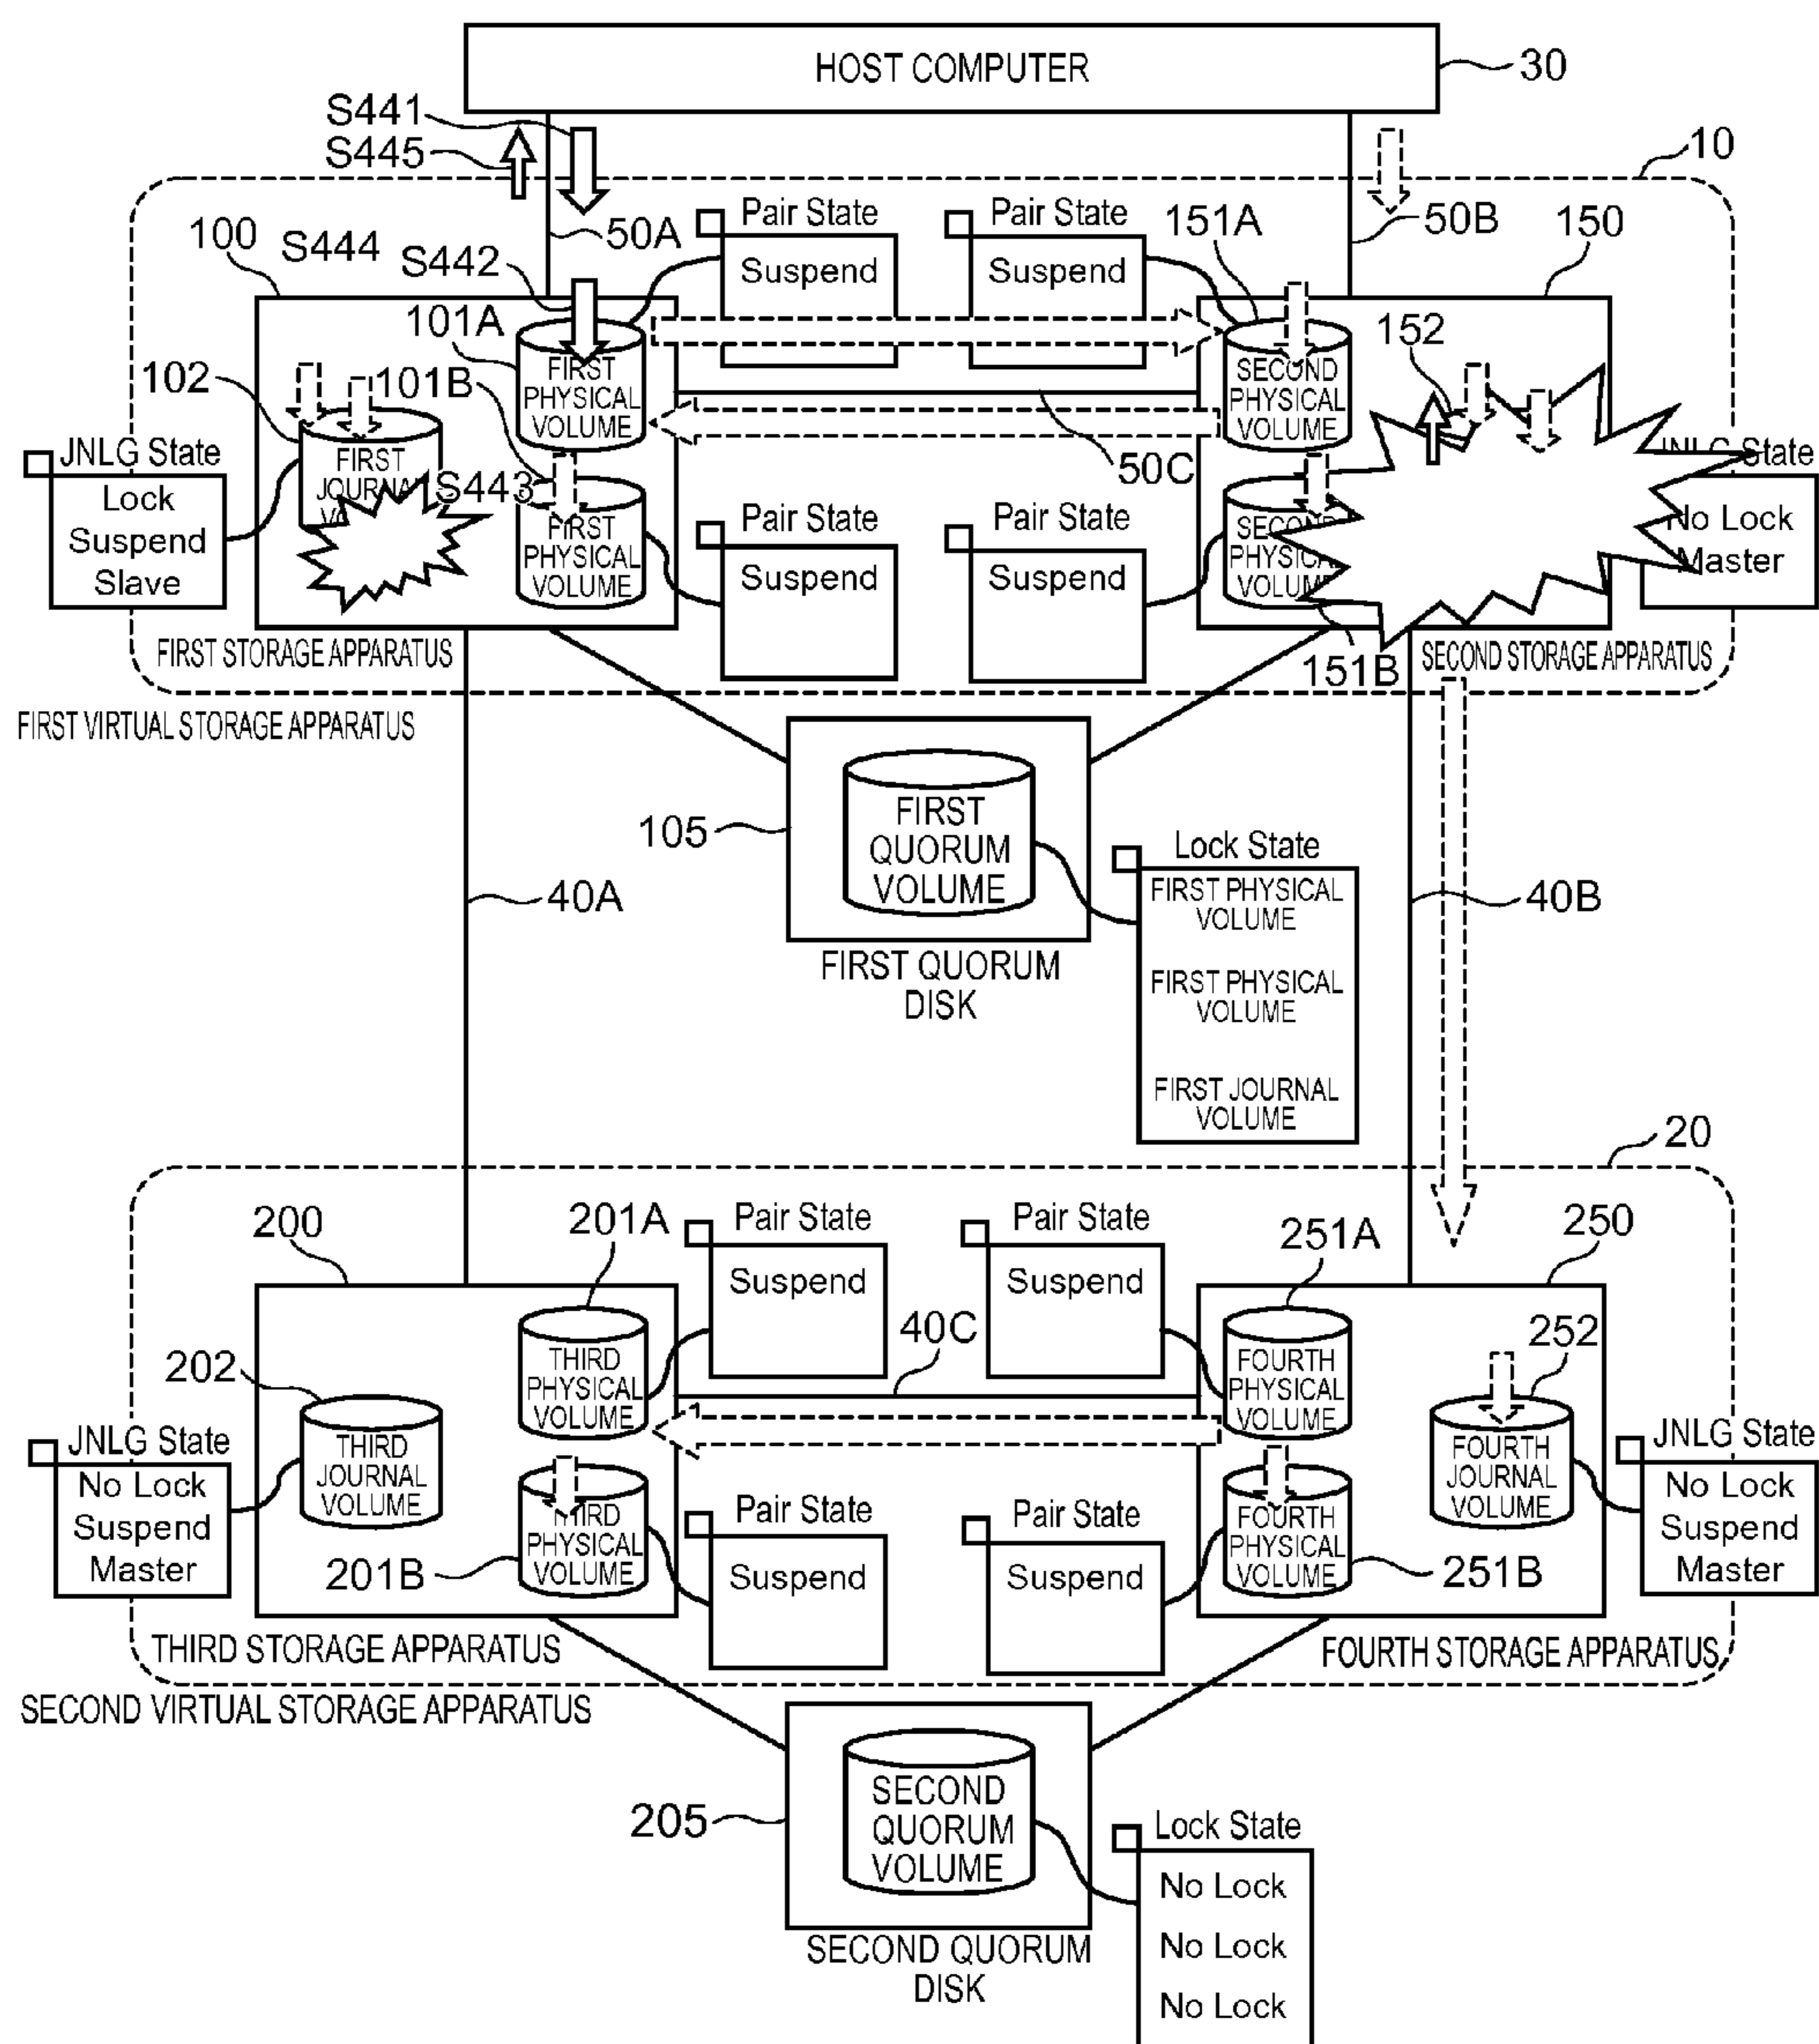 HOST COMPUTER
30
S441
S445
10
100
S444
S442
50A
Pair State
Suspend
Pair State
Suspend
151A
50B
150
101A
102
101B
FIRST
PHYSICAL
VOLUME
SECOND
PHYSICAL
VOLUME
152
JNLG State
Lock
Suspend
Slave
FIRST
S443
FIRST
PHYSICAL
VOLUME
50C
Pair State
Suspend
Pair State
Suspend
PHYSICAL
VOLUME
JNLG State
No Lock
Master
FIRST STORAGE APPARATUS
151B
SECOND STORAGE APPARATUS
FIRST VIRTUAL STORAGE APPARATUS
105
FIRST
QUORUM
VOLUME
FIRST QUORUM
DISK
Lock State
FIRST PHYSICAL
VOLUME
FIRST PHYSICAL
VOLUME
FIRST JOURNAL
VOLUME
40A
40B
20
200
201A
Pair State
Suspend
Pair State
Suspend
251A
250
202
THIRD
PHYSICAL
VOLUME
40C
FOURTH
PHYSICAL
VOLUME
252
JNLG State
No Lock
Suspend
Master
THIRD
JOURNAL
VOLUME
201B
THIRD
PHYSICAL
VOLUME
Pair State
Suspend
Pair State
Suspend
FOURTH
PHYSICAL
VOLUME
251B
FOURTH
JOURNAL
VOLUME
JNLG State
No Lock
Suspend
Master
THIRD STORAGE APPARATUS
FOURTH STORAGE APPARATUS
SECOND VIRTUAL STORAGE APPARATUS
205
SECOND
QUORUM
VOLUME
SECOND QUORUM
DISK
Lock State
No Lock
No Lock
No Lock